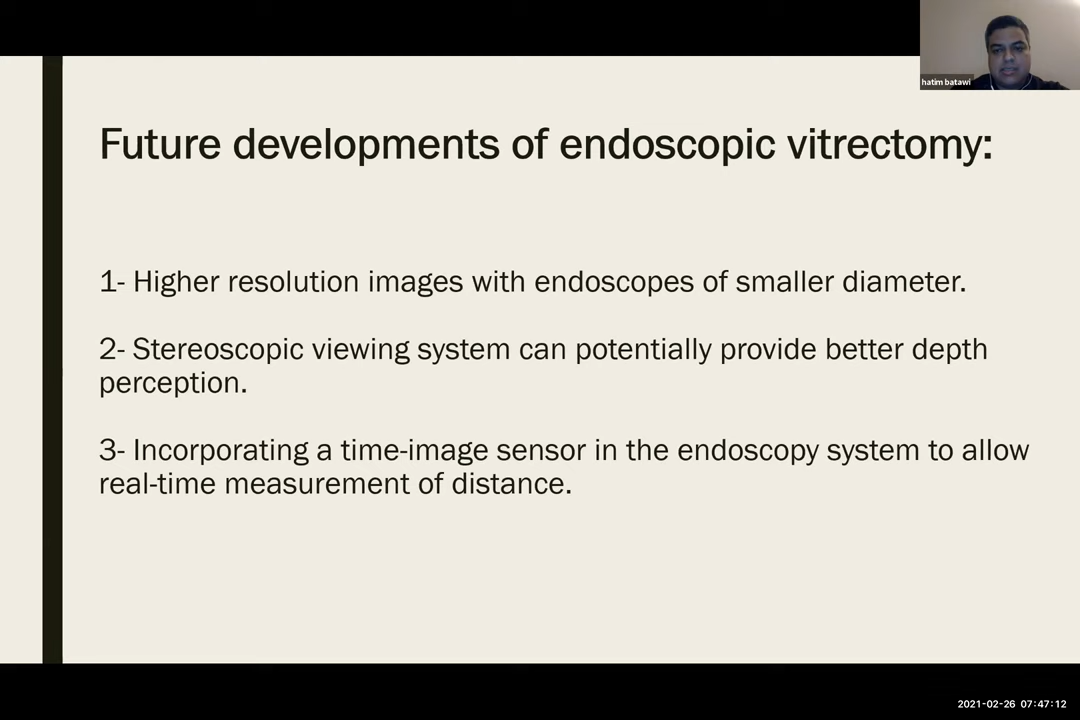 hatim batawi
Future developments of endoscopic vitrectomy:
1- Higher resolution images with endoscopes of smaller diameter.
2- Stereoscopic viewing system can potentially provide better depth
perception.
3- Incorporating a time-image sensor in the endoscopy system to allow
real-time measurement of distance.
2021-02-26 07:47:12